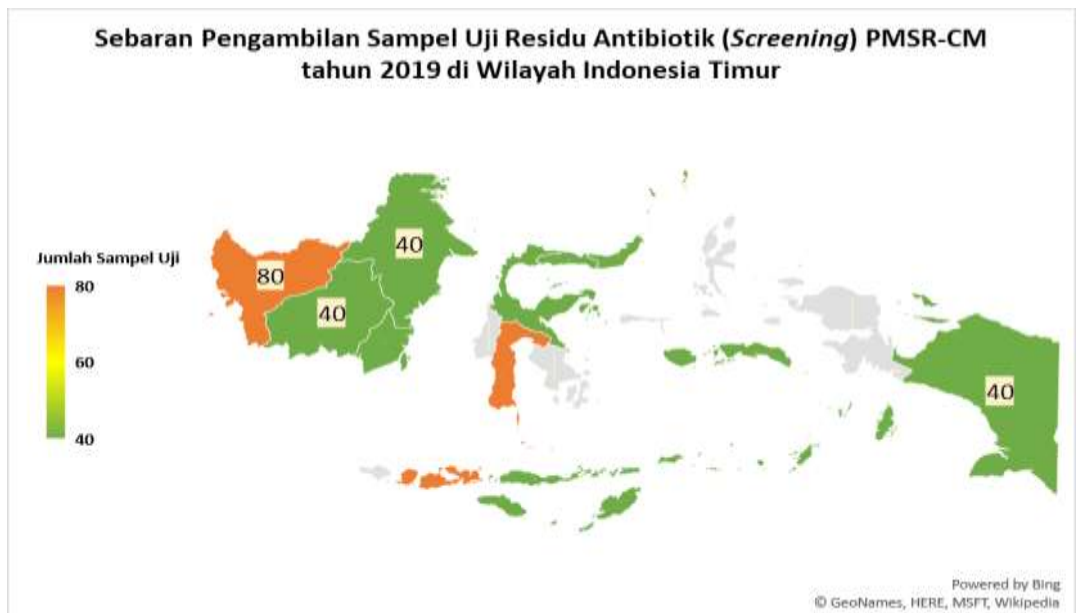 Sebaran Pengambilan Sampel Uji Residu Antibiotik (Screening) PMSR-CM
tahun 2019 di Wilayah Indonesia Timur
Jumlah Sampel Uji
80
60
40
80
40
40
40
Powered by Bing
© GeoNames, HERE, MSFT, Wikipedia